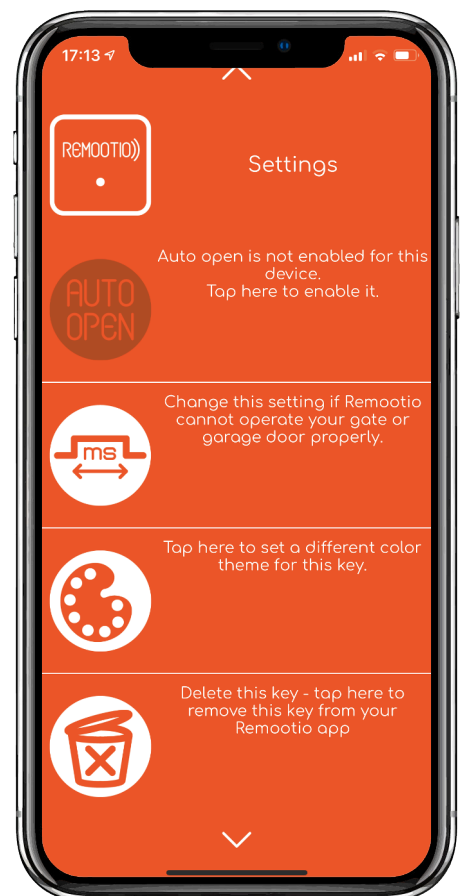 17:13
REMOOTIO))
Settings
AUTO
OPEN
Auto open is not enabled for this
device.
Tap here to enable it.
ms
Change this setting if Remootio
cannot operate your gate or
garage door properly.
Tap here to set a different color
theme for this key.
Delete this key - tap here to
remove this key from your
Remootio app